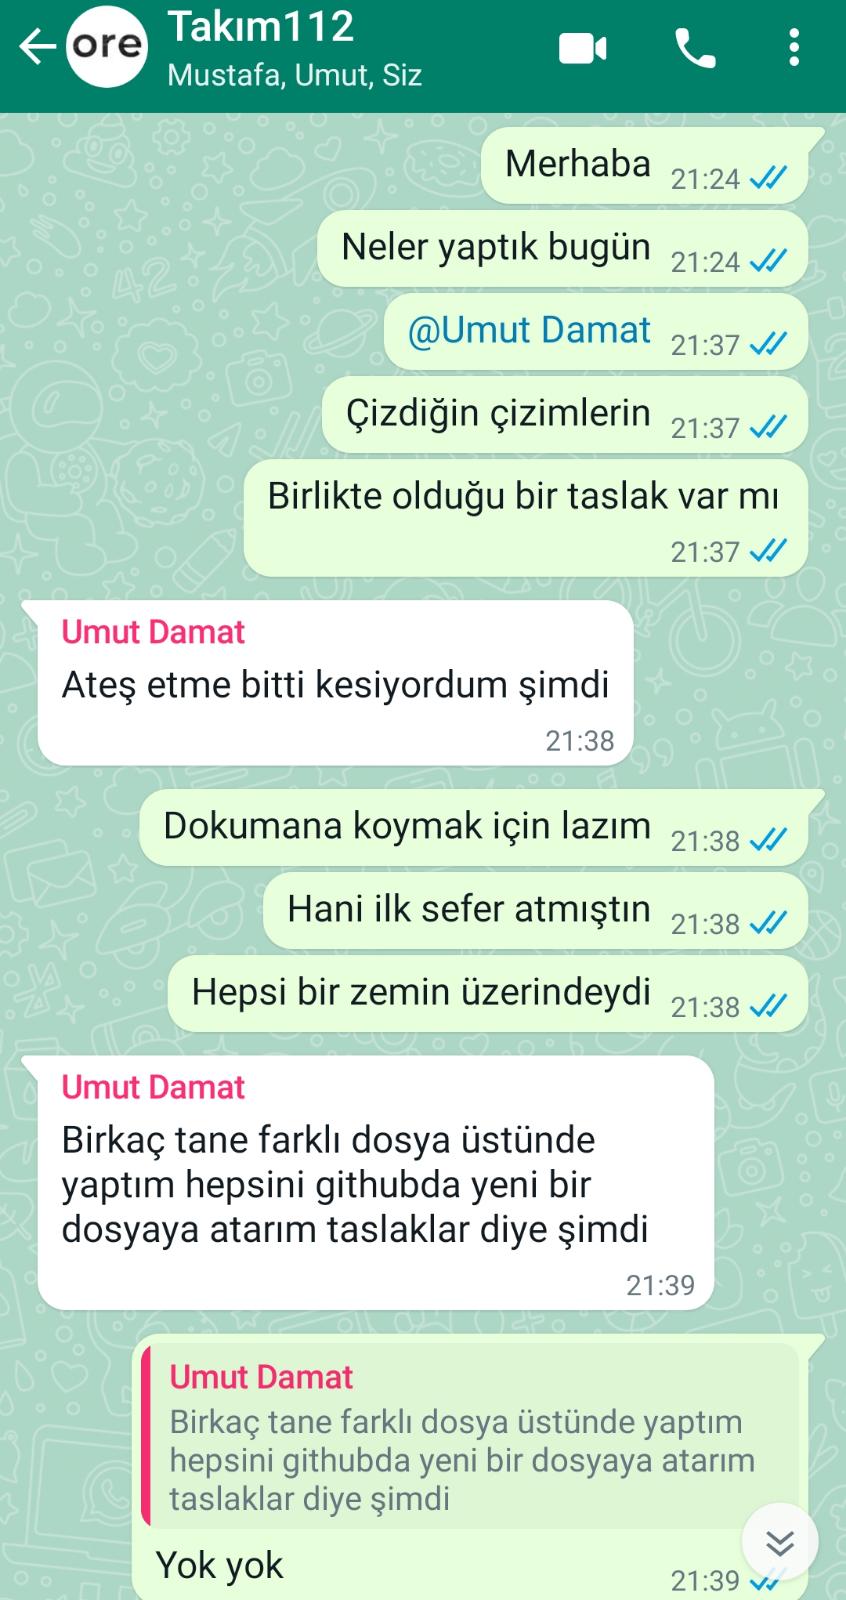 ore
Takım112
Mustafa, Umut, Siz
Merhaba 21:24
Neler yaptık bugün 21:24
@Umut Damat 21:37
Çizdiğin çizimlerin 21:37
Birlikte olduğu bir taslak var mı
21:37
Umut Damat
Ateş etme bitti kesiyordum şimdi
21:38
Dokumana koymak için lazım 21:38
Hani ilk sefer atmıştın 21:38
Hepsi bir zemin üzerindeydi 21:38
Umut Damat
Birkaç tane farklı dosya üstünde
yaptım hepsini githubda yeni bir
dosyaya atarım taslaklar diye şimdi
21:39
Umut Damat
Birkaç tane farklı dosya üstünde yaptım
hepsini githubda yeni bir dosyaya atarım
taslaklar diye şimdi
Yok yok 21:39